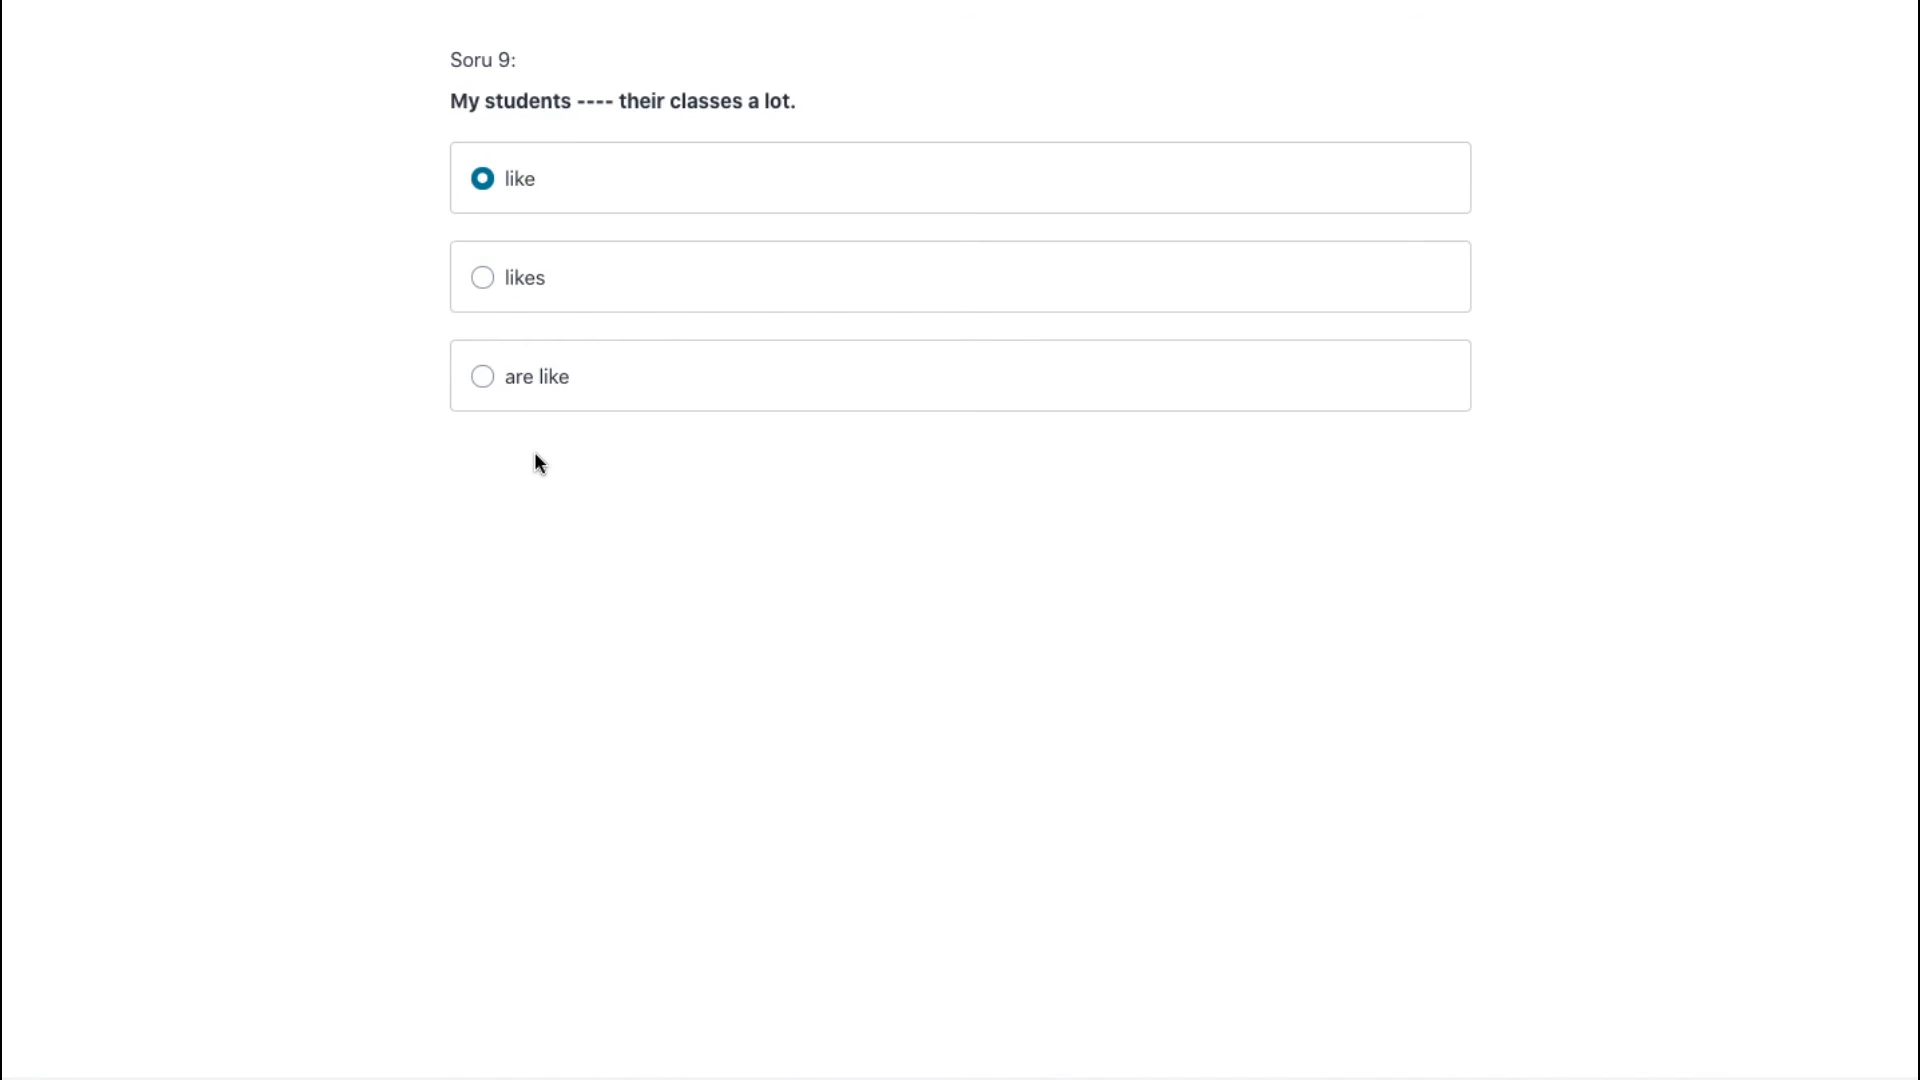 Soru 9:
My students ---- their classes a lot.
like
likes
are like